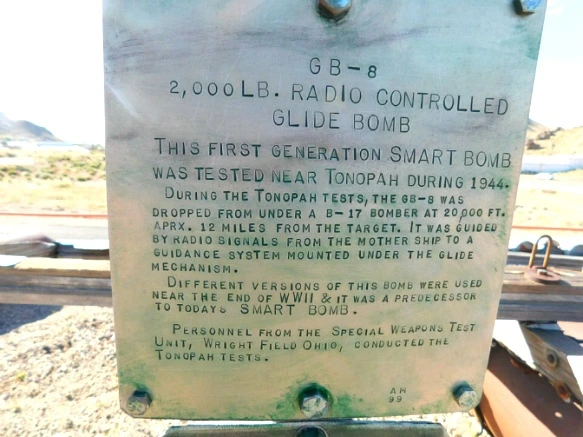 GB-8
2,000 LB. RADIO CONTROLLED
GLIDE BOMB
THIS FIRST GENERATION SMART BOMB
WAS TESTED NEAR TONOPAH DURING 1944.
DURING THE TONOPAH TESTS, THE GB-8 WAS
DROPPED FROM UNDER A B-17 BOMBER AT 20,000 FT.
APRX. 12 MILES FROM THE TARGET. IT WAS GUIDED
BY RADIO SIGNALS FROM THE MOTHER SHIP TO A
GUIDANCE SYSTEM MOUNTED UNDER THE GLIDE
MECHANISM.
DIFFERENT VERSIONS OF THIS BOMB WERE USED
NEAR THE END OF WWII & IT WAS A PREDECESSOR
TO TODAYS SMART BOMB.
PERSONNEL FROM THE SPECIAL WEAPONS TEST
UNIT, WRIGHT FIELD OHIO, CONDUCTED THE
TONOPAH TESTS.
AM
99